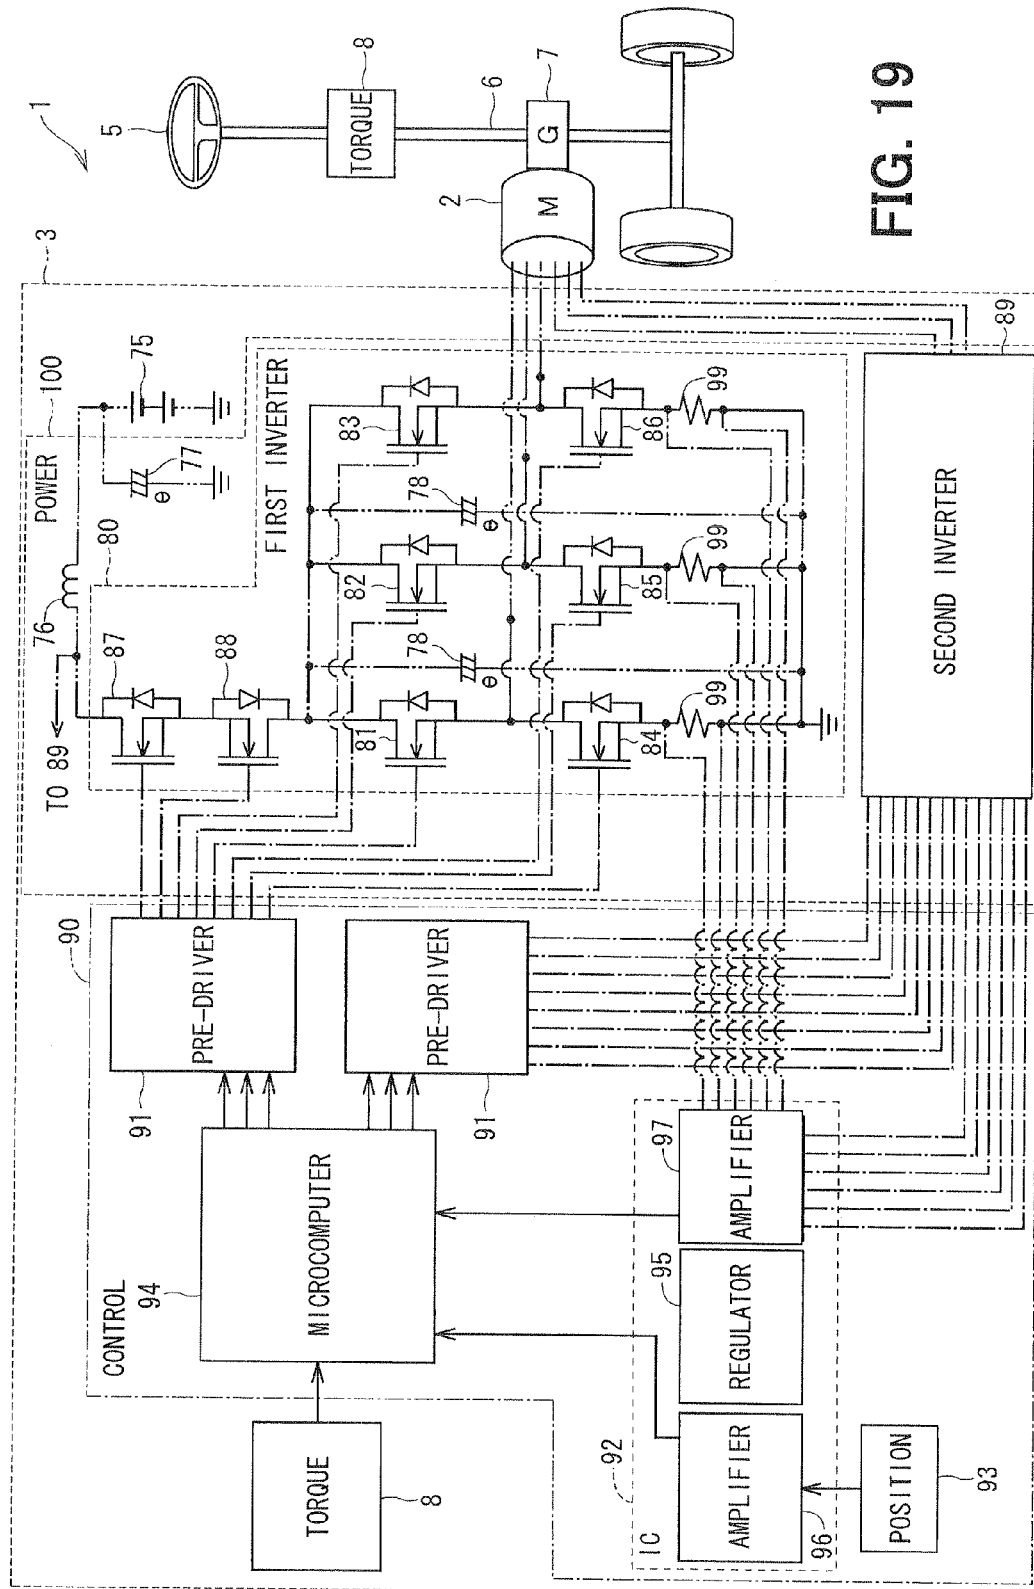 CONTROL
90
94
MICROCOMPUTER
TORQUE
8
PRE-DRIVER
91
PRE-DRIVER
91
IC
92
AMPLIFIER
96
REGULATOR
95
AMPLIFIER
97
POSITION
93
3
POWER
100
TO 89
76
75
77
⊖
80
87
88
FIRST INVERTER
81
82
83
78
⊖
78
⊖
84
85
86
99
99
99
SECOND INVERTER
89
1
5
TORQUE
8
6
G
7
M
2
FIG. 19